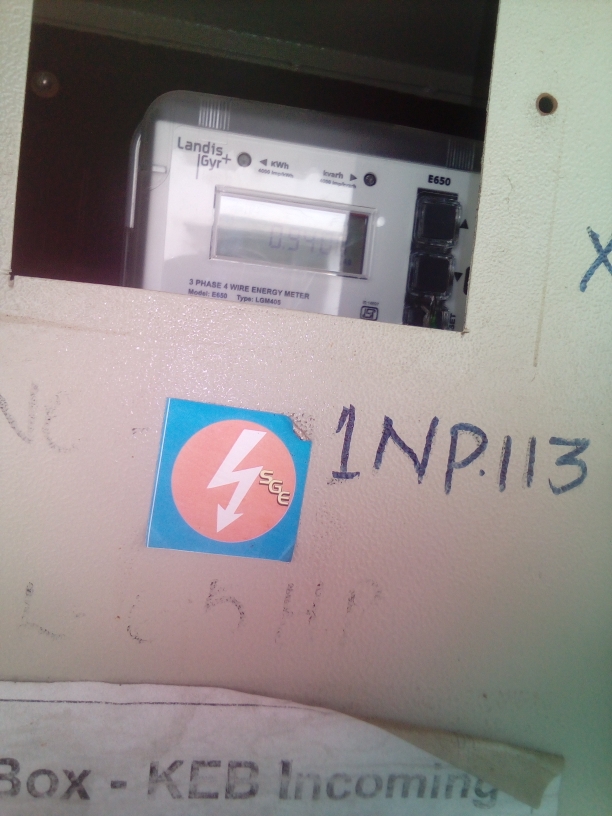 Landis
|Gyr+
◄ kWh
kvarh ►
E650
3 PHASE 4 WIRE ENERGY METER
Model: E650 Type: LGM405
X
1NP.113
SGE
HP
Box - KEB Incoming